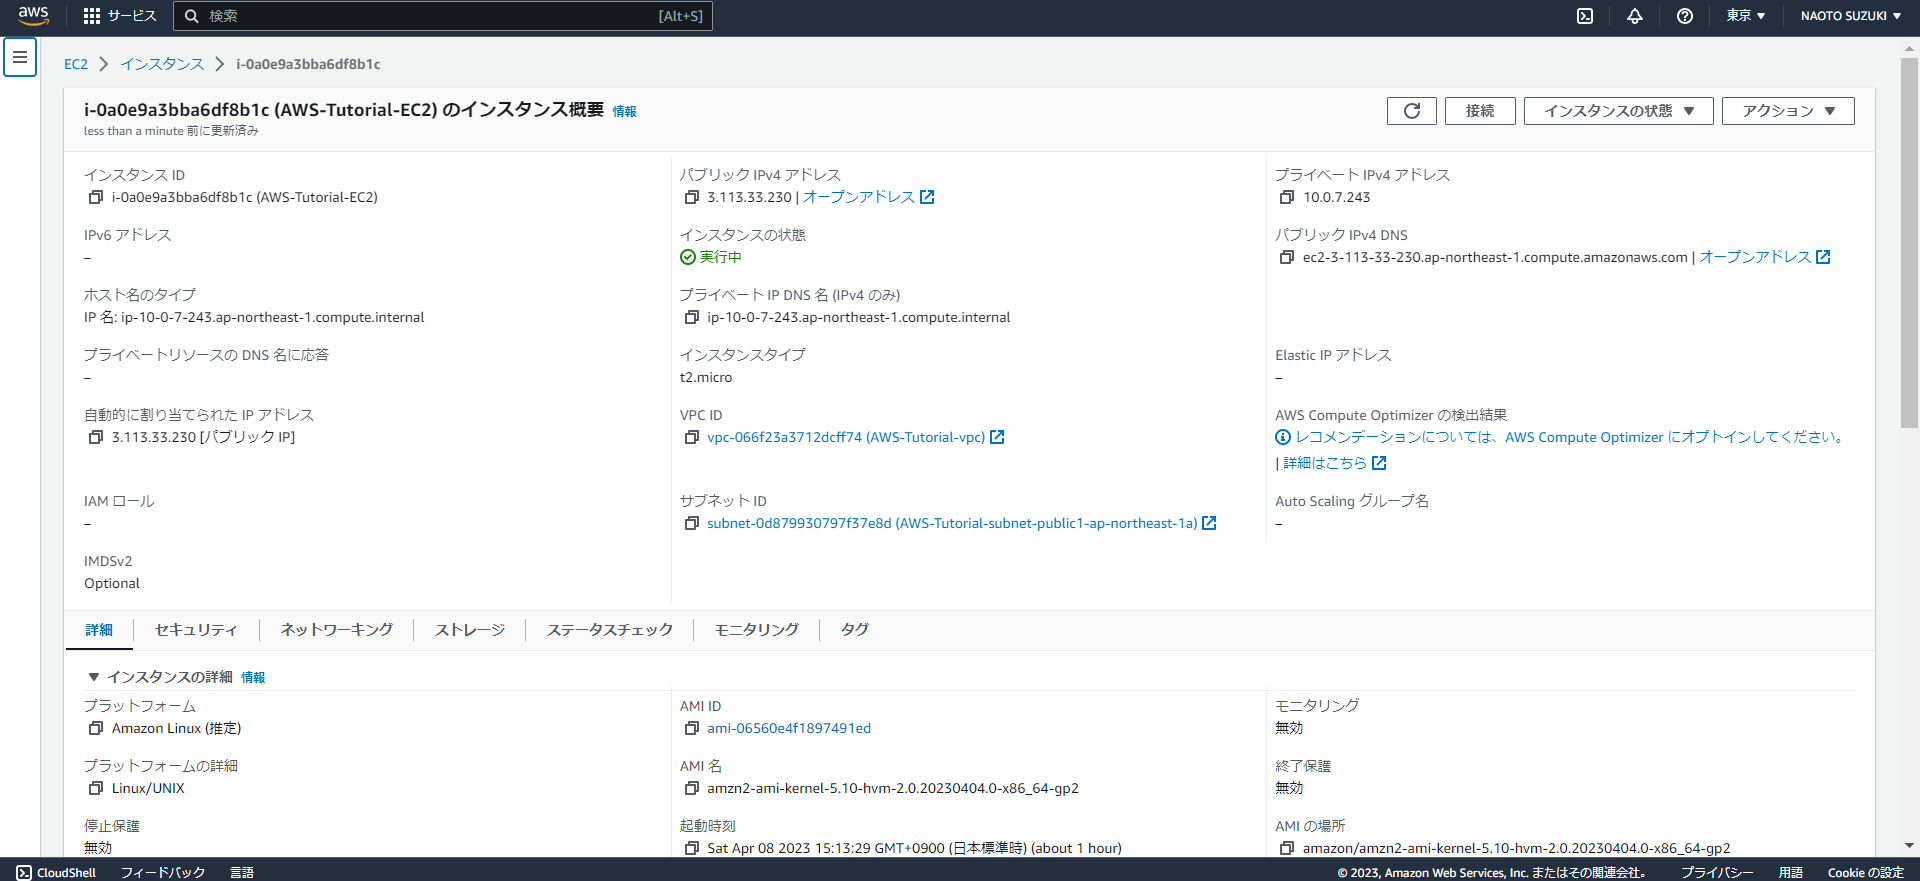 aws サービス 検索 [Alt+S] 東京 ▼ NAOTO SUZUKI ▼
EC2 > インスタンス > i-0a0e9a3bba6df8b1c
i-0a0e9a3bba6df8b1c (AWS-Tutorial-EC2) のインスタンス概要 情報
less than a minute 前に更新済み
接続 インスタンスの状態 ▼ アクション ▼
インスタンス ID
i-0a0e9a3bba6df8b1c (AWS-Tutorial-EC2)
パブリック IPv4 アドレス
3.113.33.230 | オープンアドレス
プライベート IPv4 アドレス
10.0.7.243
IPv6 アドレス
–
インスタンスの状態
実行中
パブリック IPv4 DNS
ec2-3-113-33-230.ap-northeast-1.compute.amazonaws.com | オープンアドレス
ホスト名のタイプ
IP 名: ip-10-0-7-243.ap-northeast-1.compute.internal
プライベート IP DNS 名 (IPv4 のみ)
ip-10-0-7-243.ap-northeast-1.compute.internal
プライベートリソースの DNS 名に応答
–
インスタンスタイプ
t2.micro
Elastic IP アドレス
–
自動的に割り当てられた IP アドレス
3.113.33.230 [パブリック IP]
VPC ID
vpc-066f23a3712dcff74 (AWS-Tutorial-vpc)
AWS Compute Optimizer の検出結果
レコメンデーションについては、AWS Compute Optimizer にオプトインしてください。
| 詳細はこちら
IAM ロール
–
サブネット ID
subnet-0d879930797f37e8d (AWS-Tutorial-subnet-public1-ap-northeast-1a)
Auto Scaling グループ名
–
IMDSv2
Optional
詳細 セキュリティ ネットワーキング ストレージ ステータスチェック モニタリング タグ
▼ インスタンスの詳細 情報
プラットフォーム
Amazon Linux (推定)
AMI ID
ami-06560e4f1897491ed
モニタリング
無効
プラットフォームの詳細
Linux/UNIX
AMI 名
amzn2-ami-kernel-5.10-hvm-2.0.20230404.0-x86_64-gp2
終了保護
無効
停止保護
無効
起動時刻
Sat Apr 08 2023 15:13:29 GMT+0900 (日本標準時) (about 1 hour)
AMI の場所
amazon/amzn2-ami-kernel-5.10-hvm-2.0.20230404.0-x86_64-gp2
CloudShell フィードバック 言語 © 2023, Amazon Web Services, Inc. またはその関連会社。 プライバシー 用語 Cookie の設定